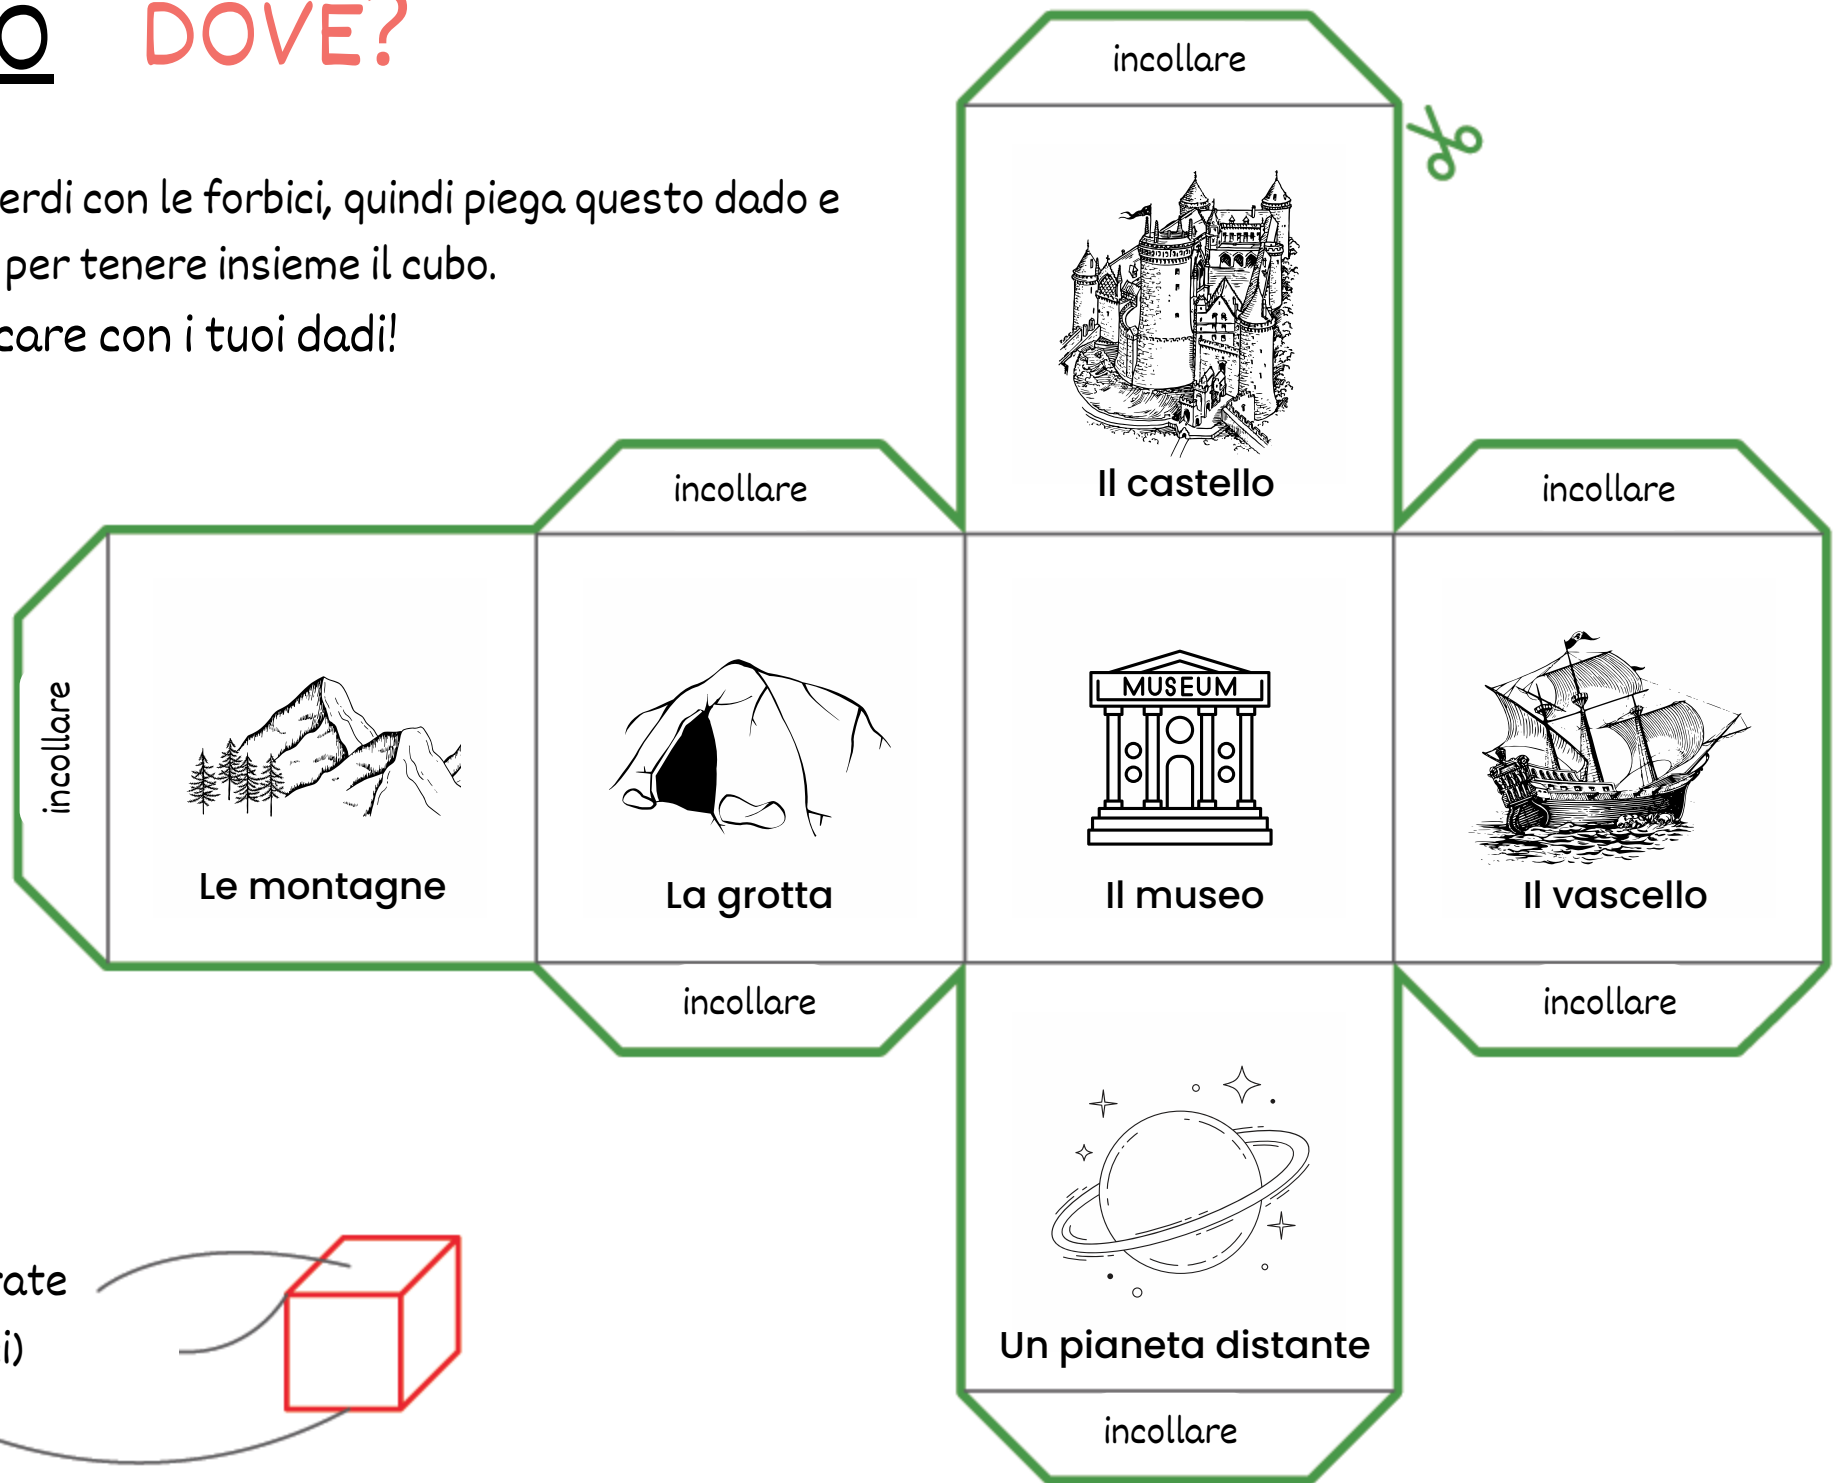 O DOVE?
erdi con le forbici, quindi piega questo dado e
per tenere insieme il cubo.
care con i tuoi dadi!
incollare
Il castello
incollare
incollare
incollare
MUSEUM
Le montagne
La grotta
Il museo
Il vascello
incollare
incollare
Un pianeta distante
rate
i)
incollare